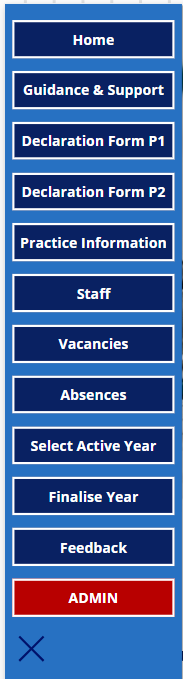 Home
Guidance & Support
Declaration Form P1
Declaration Form P2
Practice Information
Staff
Vacancies
Absences
Select Active Year
Finalise Year
Feedback
ADMIN